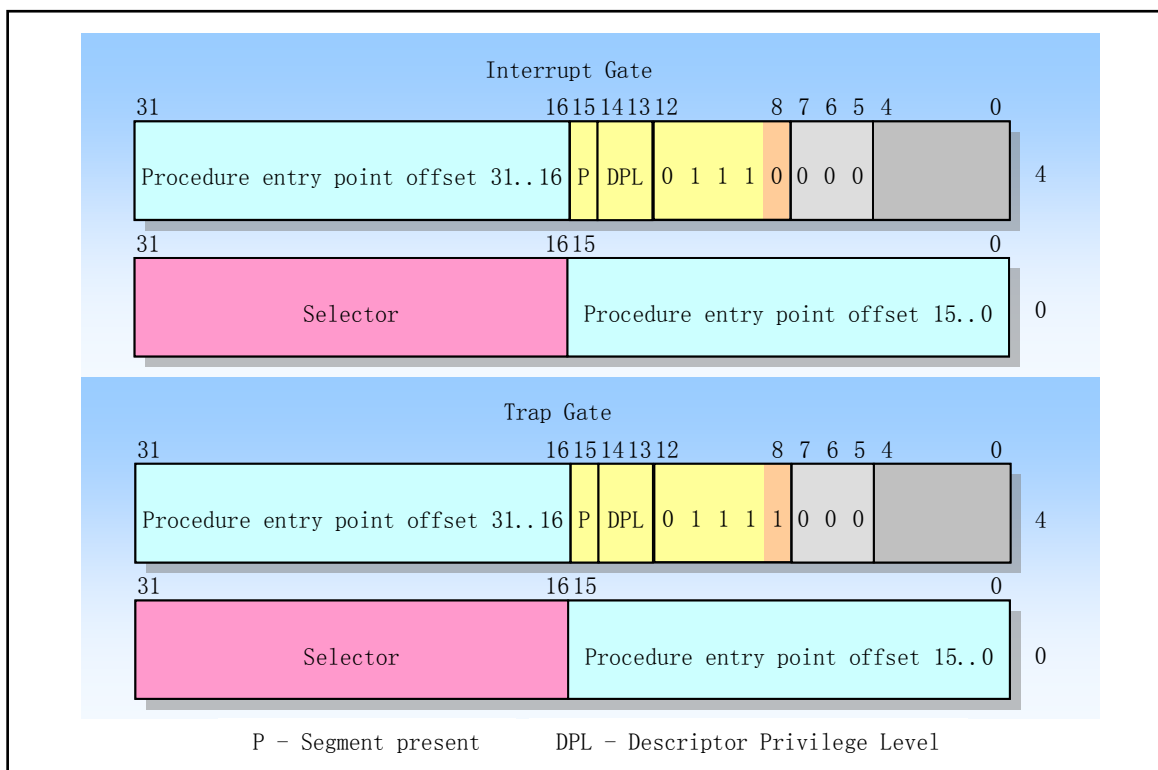 Interrupt Gate
31 16 15 14 13 12 8 7 6 5 4 0
Procedure entry point offset 31..16 P DPL 0 1 1 1 0 0 0 0 4
31 16 15 0
Selector Procedure entry point offset 15..0 0
Trap Gate
31 16 15 14 13 12 8 7 6 5 4 0
Procedure entry point offset 31..16 P DPL 0 1 1 1 1 0 0 0 4
31 16 15 0
Selector Procedure entry point offset 15..0 0
P - Segment present DPL - Descriptor Privilege Level